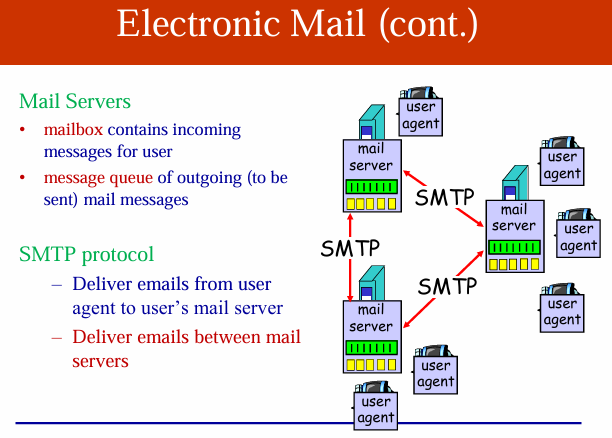 Electronic Mail (cont.)
Mail Servers
• mailbox contains incoming
messages for user
• message queue of outgoing (to be
sent) mail messages
SMTP protocol
– Deliver emails from user
agent to user’s mail server
– Deliver emails between mail
servers
user
agent
mail
server
SMTP
user
agent
mail
server
user
agent
SMTP
SMTP
user
agent
mail
server
user
agent
user
agent